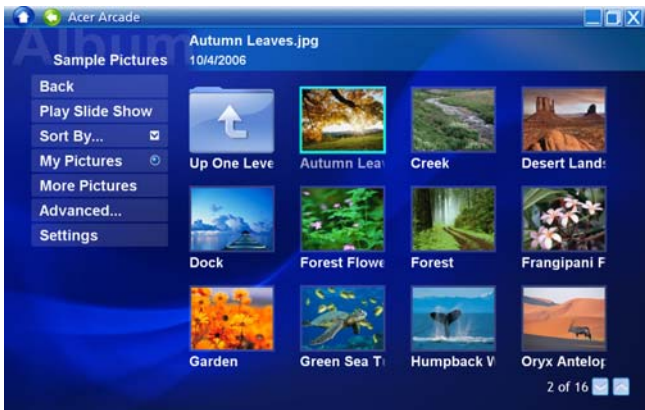 Acer Arcade
Album
Autumn Leaves.jpg
Sample Pictures
10/4/2006
Back
Play Slide Show
Sort By...
My Pictures
More Pictures
Advanced...
Settings
Up One Leve
Autumn Leav
Creek
Desert Lands
Dock
Forest Flowe
Forest
Frangipani F
Garden
Green Sea T
Humpback W
Oryx Antelop
2 of 16